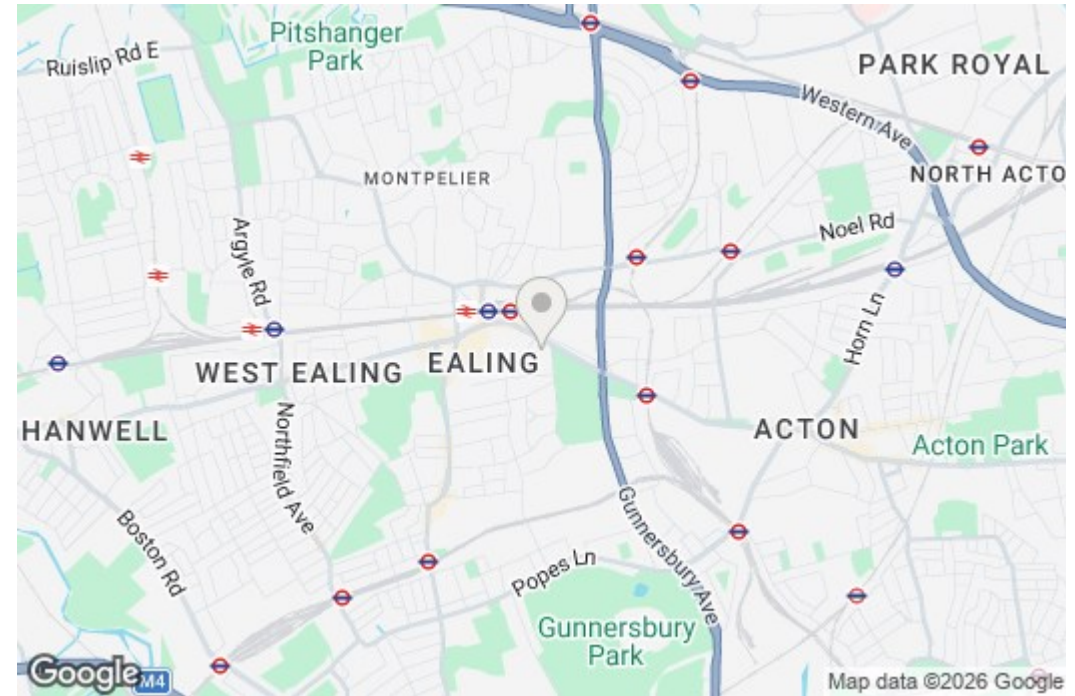 Pitshanger
Park
Ruislip Rd E
PARK ROYAL
Western Ave
MONTPELIER
NORTH ACTO
Argyle Rd
Noel Rd
Horn Ln
WEST EALING
EALING
HANWELL
ACTON
Acton Park
Northfield Ave
Boston Rd
Gunnersbury Ave
Popes Ln
Gunnersbury
Park
Google
M4
Map data ©2026 Google